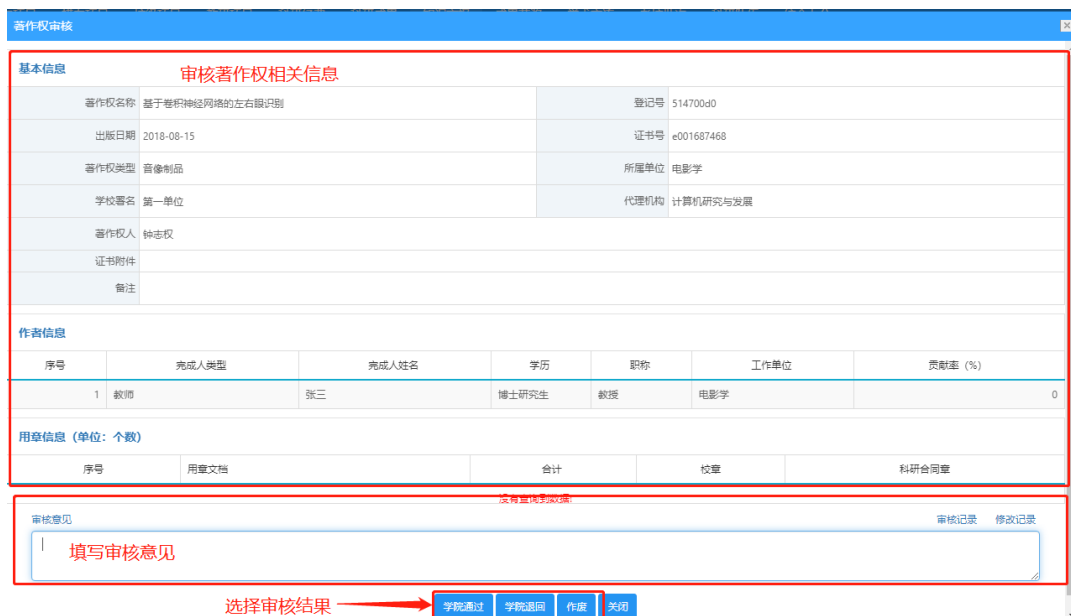 著作权审核
基本信息
审核著作权相关信息
著作权名称 基于卷积神经网络的左右眼识别 登记号 514700d0
出版日期 2018-08-15 证书号 e001687468
著作权类型 音像制品 所属单位 电影学
学校署名 第一单位 代理机构 计算机研究与发展
著作权人 钟志权
证书附件
备注
作者信息
序号 完成人类型 完成人姓名 学历 职称 工作单位 贡献率（%）
1 教师 张三 博士研究生 教授 电影学 0
用章信息（单位：个数）
序号 用章文档 合计 校章 科研合同章
没有查询到数据!
审核意见 审核记录 修改记录
填写审核意见
选择审核结果 学院通过 学院退回 作废 关闭